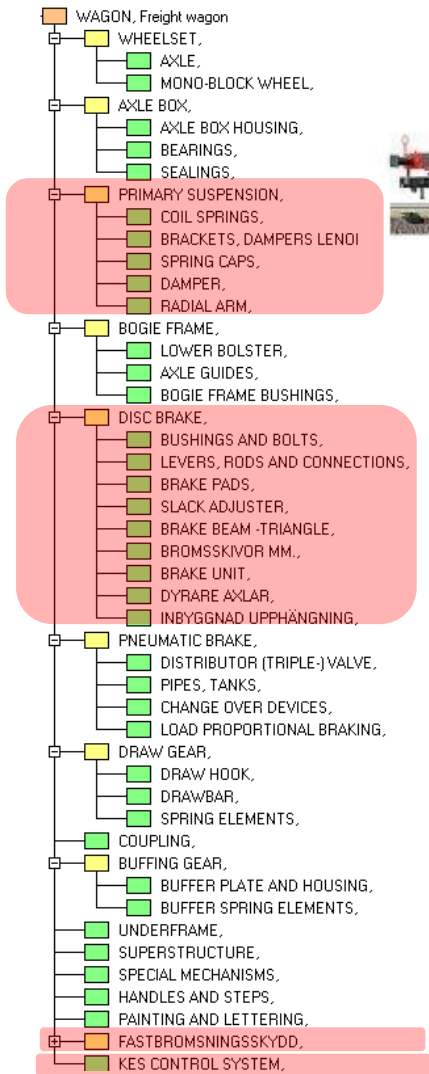 WAGON, Freight wagon
WHEELSET,
AXLE,
MONO-BLOCK WHEEL,
AXLE BOX,
AXLE BOX HOUSING,
BEARINGS,
SEALINGS,
PRIMARY SUSPENSION,
COIL SPRINGS,
BRACKETS, DAMPERS LENOI
SPRING CAPS,
DAMPER,
RADIAL ARM,
BOGIE FRAME,
LOWER BOLSTER,
AXLE GUIDES,
BOGIE FRAME BUSHINGS,
DISC BRAKE,
BUSHINGS AND BOLTS,
LEVERS, RODS AND CONNECTIONS,
BRAKE PADS,
SLACK ADJUSTER,
BRAKE BEAM -TRIANGLE,
BROMSSKIVOR MM.,
BRAKE UNIT,
DYRARE AXLAR,
INBYGGNAD UPPHÄNGNING,
PNEUMATIC BRAKE,
DISTRIBUTOR (TRIPLE-) VALVE,
PIPES, TANKS,
CHANGE OVER DEVICES,
LOAD PROPORTIONAL BRAKING,
DRAW GEAR,
DRAW HOOK,
DRAWBAR,
SPRING ELEMENTS,
COUPLING,
BUFFING GEAR,
BUFFER PLATE AND HOUSING,
BUFFER SPRING ELEMENTS,
UNDERFRAME,
SUPERSTRUCTURE,
SPECIAL MECHANISMS,
HANDLES AND STEPS,
PAINTING AND LETTERING,
FASTBROMSNINGSSKYDD,
KES CONTROL SYSTEM,